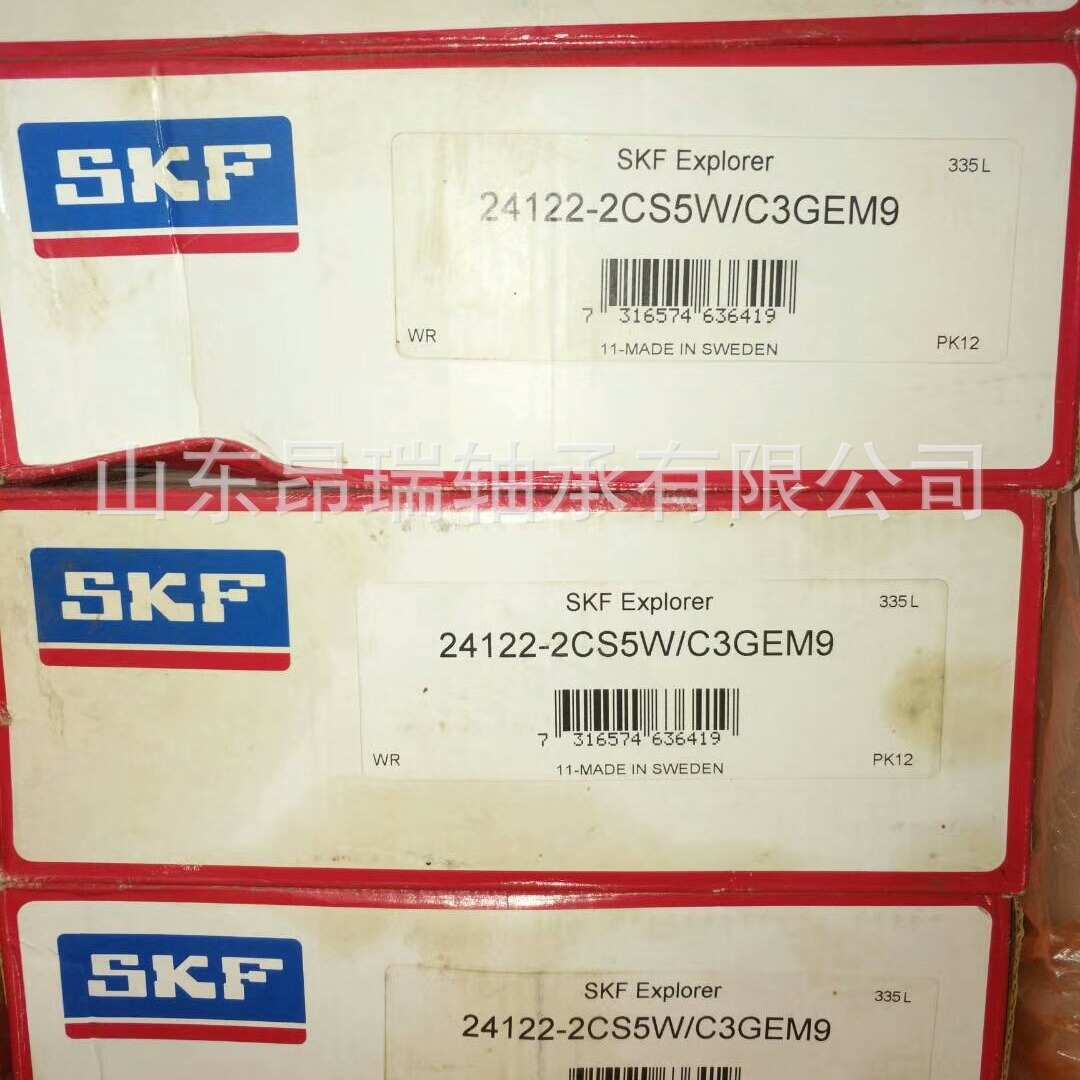 SKF
SKF Explorer
335 L
24122-2CS5W/C3GEM9
7 316574 636419
WR
11-MADE IN SWEDEN
PK12
山东昂瑞轴承有限公司
SKF
SKF Explorer
335 L
24122-2CS5W/C3GEM9
7 316574 636419
WR
11-MADE IN SWEDEN
PK12
SKF
SKF Explorer
335 L
24122-2CS5W/C3GEM9